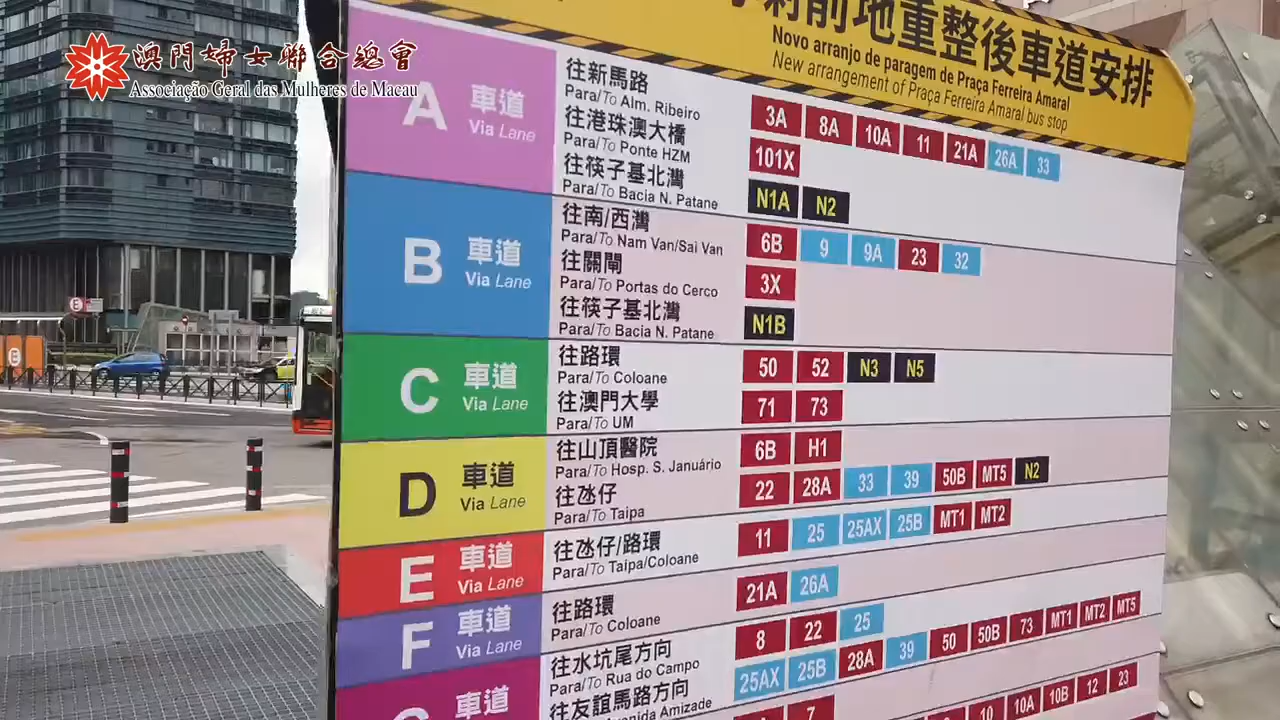 澳門婦女聯合總會
Associação Geral das Mulheres de Macau
前地重整後車道安排
Novo arranjo de paragem de Praça Ferreira Amaral
New arrangement of Praça Ferreira Amaral bus stop
A 車道
Via Lane
往新馬路
Para/To Alm. Ribeiro
3A 8A 10A 11 21A 26A 33
往港珠澳大橋
Para/To Ponte HZM
101X
往筷子基北灣
Para/To Bacia N. Patane
N1A N2
B 車道
Via Lane
往南/西灣
Para/To Nam Van/Sai Van
6B 9 9A 23 32
往關閘
Para/To Portas do Cerco
3X
往筷子基北灣
Para/To Bacia N. Patane
N1B
C 車道
Via Lane
往路環
Para/To Coloane
50 52 N3 N5
往澳門大學
Para/To UM
71 73
D 車道
Via Lane
往山頂醫院
Para/To Hosp. S. Januário
6B H1
往氹仔
Para/To Taipa
22 28A 33 39 50B MT5 N2
E 車道
Via Lane
往氹仔/路環
Para/To Taipa/Coloane
11 25 25AX 25B MT1 MT2
F 車道
Via Lane
往路環
Para/To Coloane
21A 26A
車道
往水坑尾方向
Para/To Rua do Campo
8 22 25
25AX 25B 28A 39 50 50B 73 MT1 MT2 MT5
往友誼馬路方向
Avenida Amizade
7 10 10A 10B 12 23